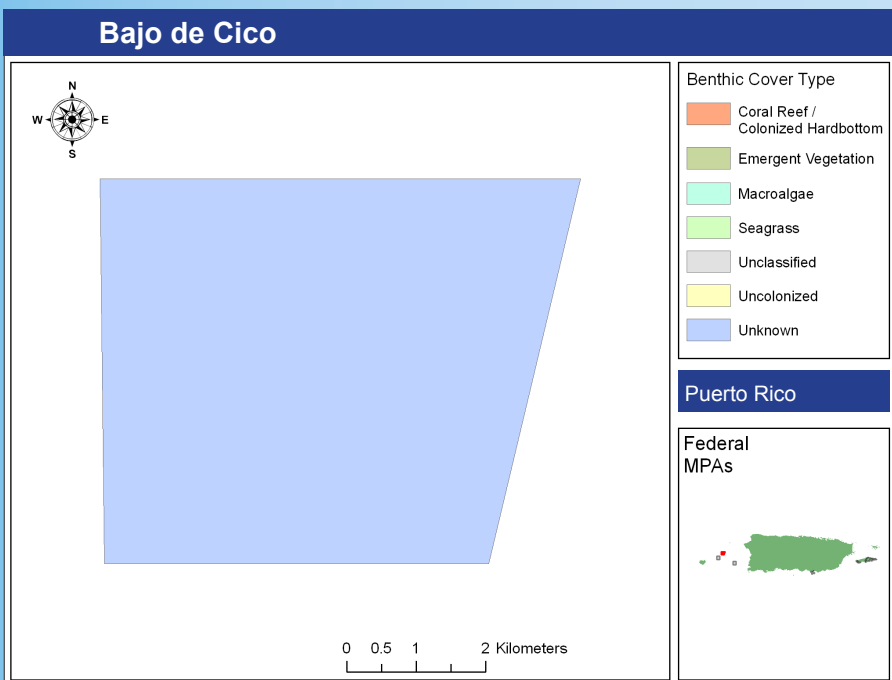 Bajo de Cico
N
W E
S
Benthic Cover Type
Coral Reef /
Colonized Hardbottom
Emergent Vegetation
Macroalgae
Seagrass
Unclassified
Uncolonized
Unknown
Puerto Rico
Federal
MPAs
0 0.5 1 2 Kilometers